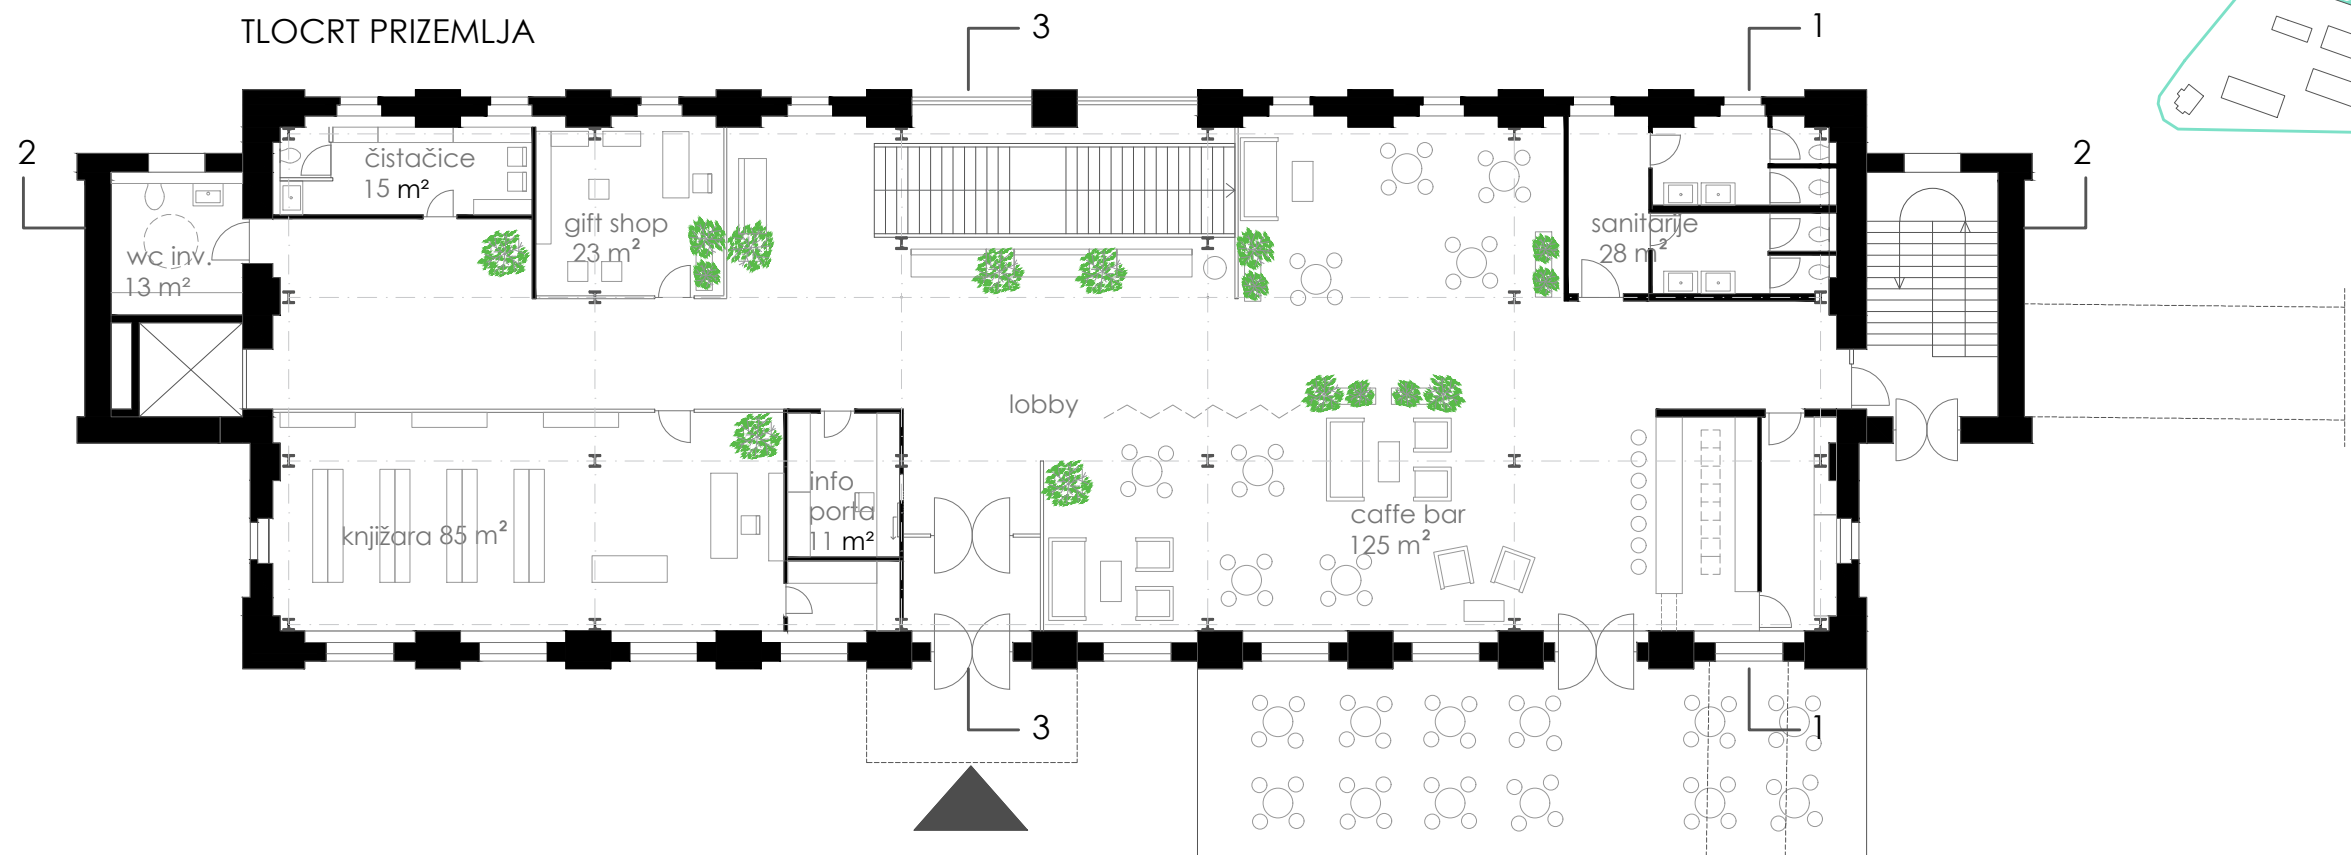 TLOCRT PRIZEMLJA
3
1
2
2
čistačice
15 m²
gift shop
23 m²
sanitarije
28 m²
wc inv.
13 m²
lobby
info
porta
11 m²
knjižara 85 m²
caffe bar
125 m²
3
1